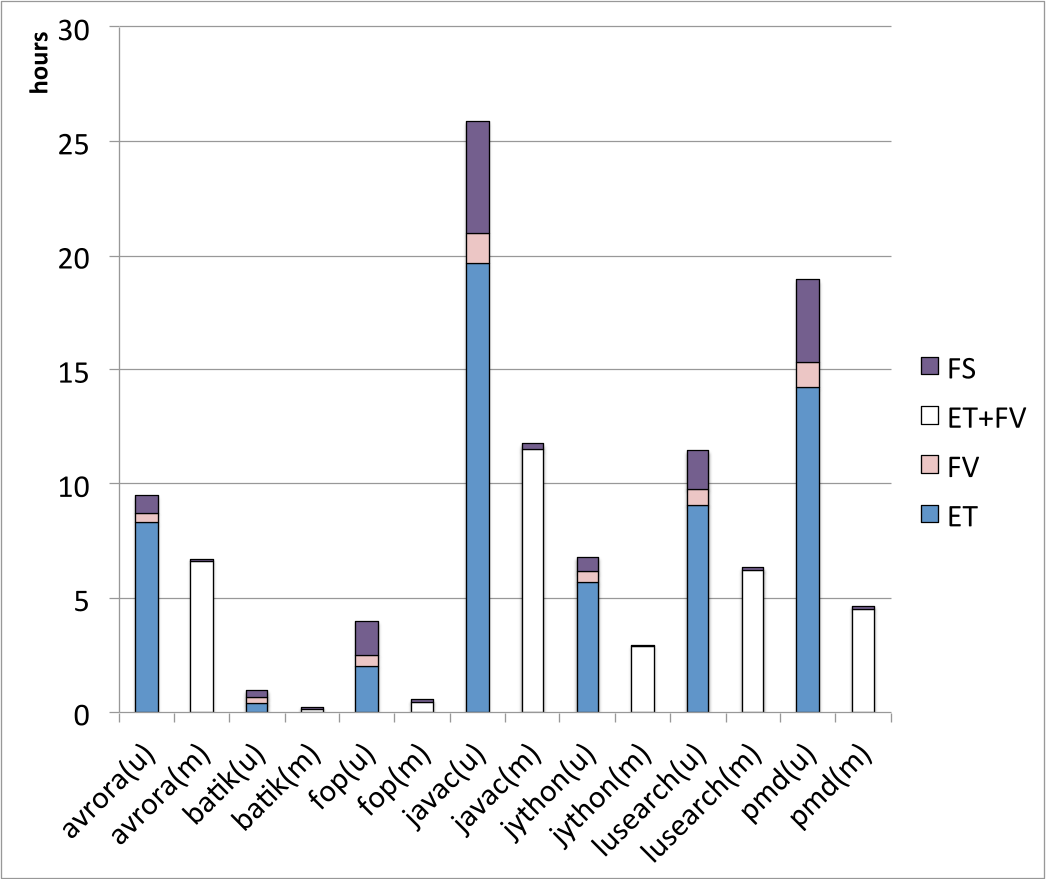 hours
30
25
20
15
10
5
0
FS
ET+FV
FV
ET
avrora(u)
avrora(m)
batik(u)
batik(m)
fop(u)
fop(m)
javac(u)
javac(m)
jython(u)
jython(m)
lusearch(u)
lusearch(m)
pmd(u)
pmd(m)